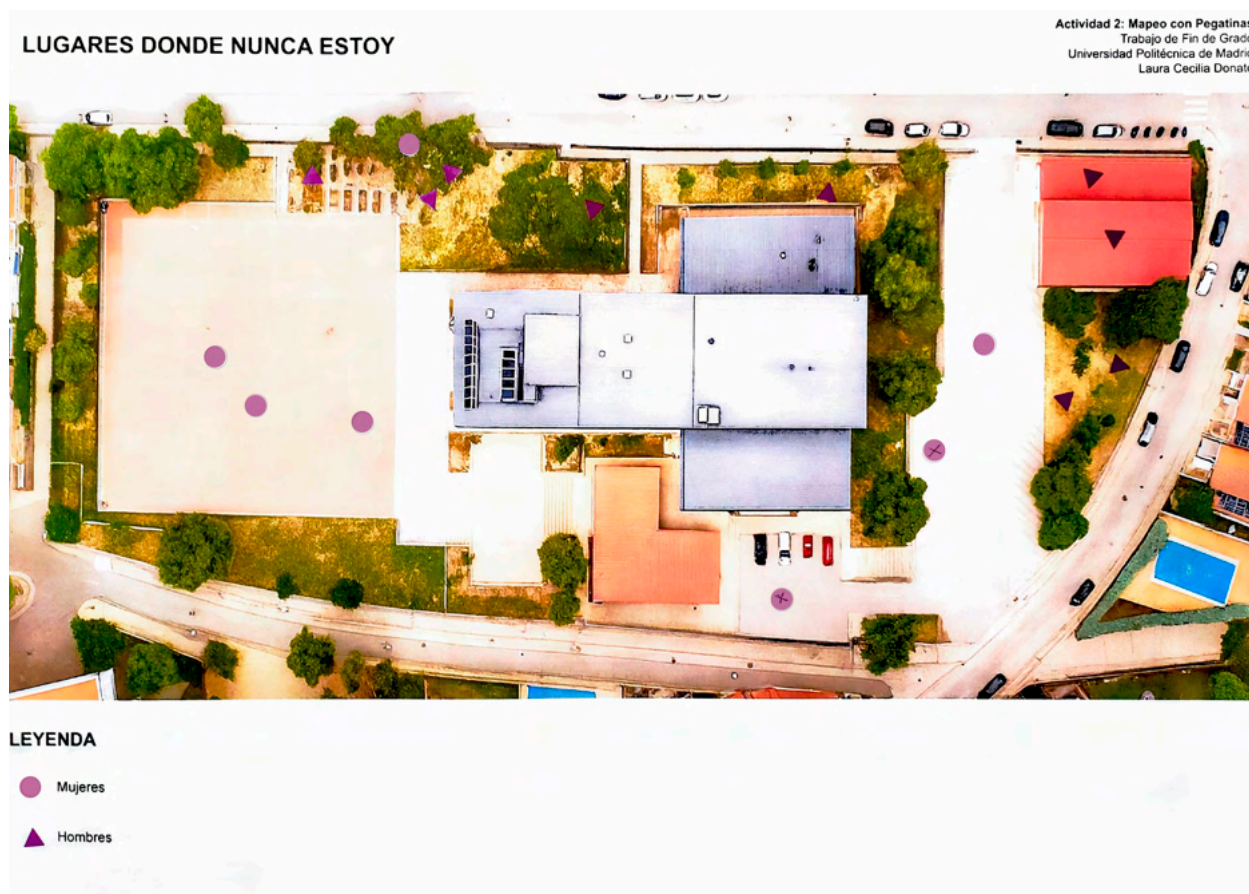 LUGARES DONDE NUNCA ESTOY
Actividad 2: Mapeo con Pegatinas
Trabajo de Fin de Grado
Universidad Politécnica de Madrid
Laura Cecilia Donato
LEYENDA
Mujeres
Hombres